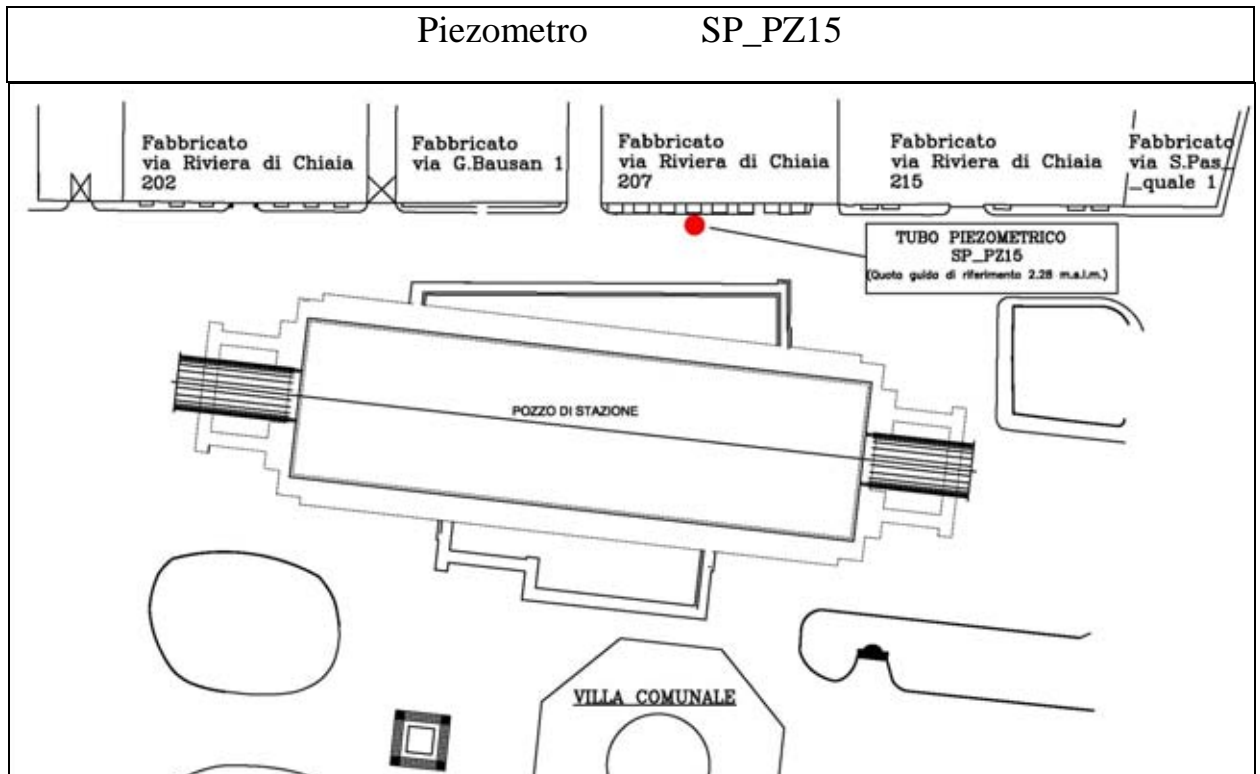 Piezometro SP_PZ15
Fabbricato
via Riviera di Chiaia
202
Fabbricato
via G.Bausan 1
Fabbricato
via Riviera di Chiaia
207
Fabbricato
via Riviera di Chiaia
215
Fabbricato
via S.Pas_
_quale 1
TUBO PIEZOMETRICO
SP_PZ15
(Quota guida di riferimento 2.28 m.s.l.m.)
POZZO DI STAZIONE
VILLA COMUNALE